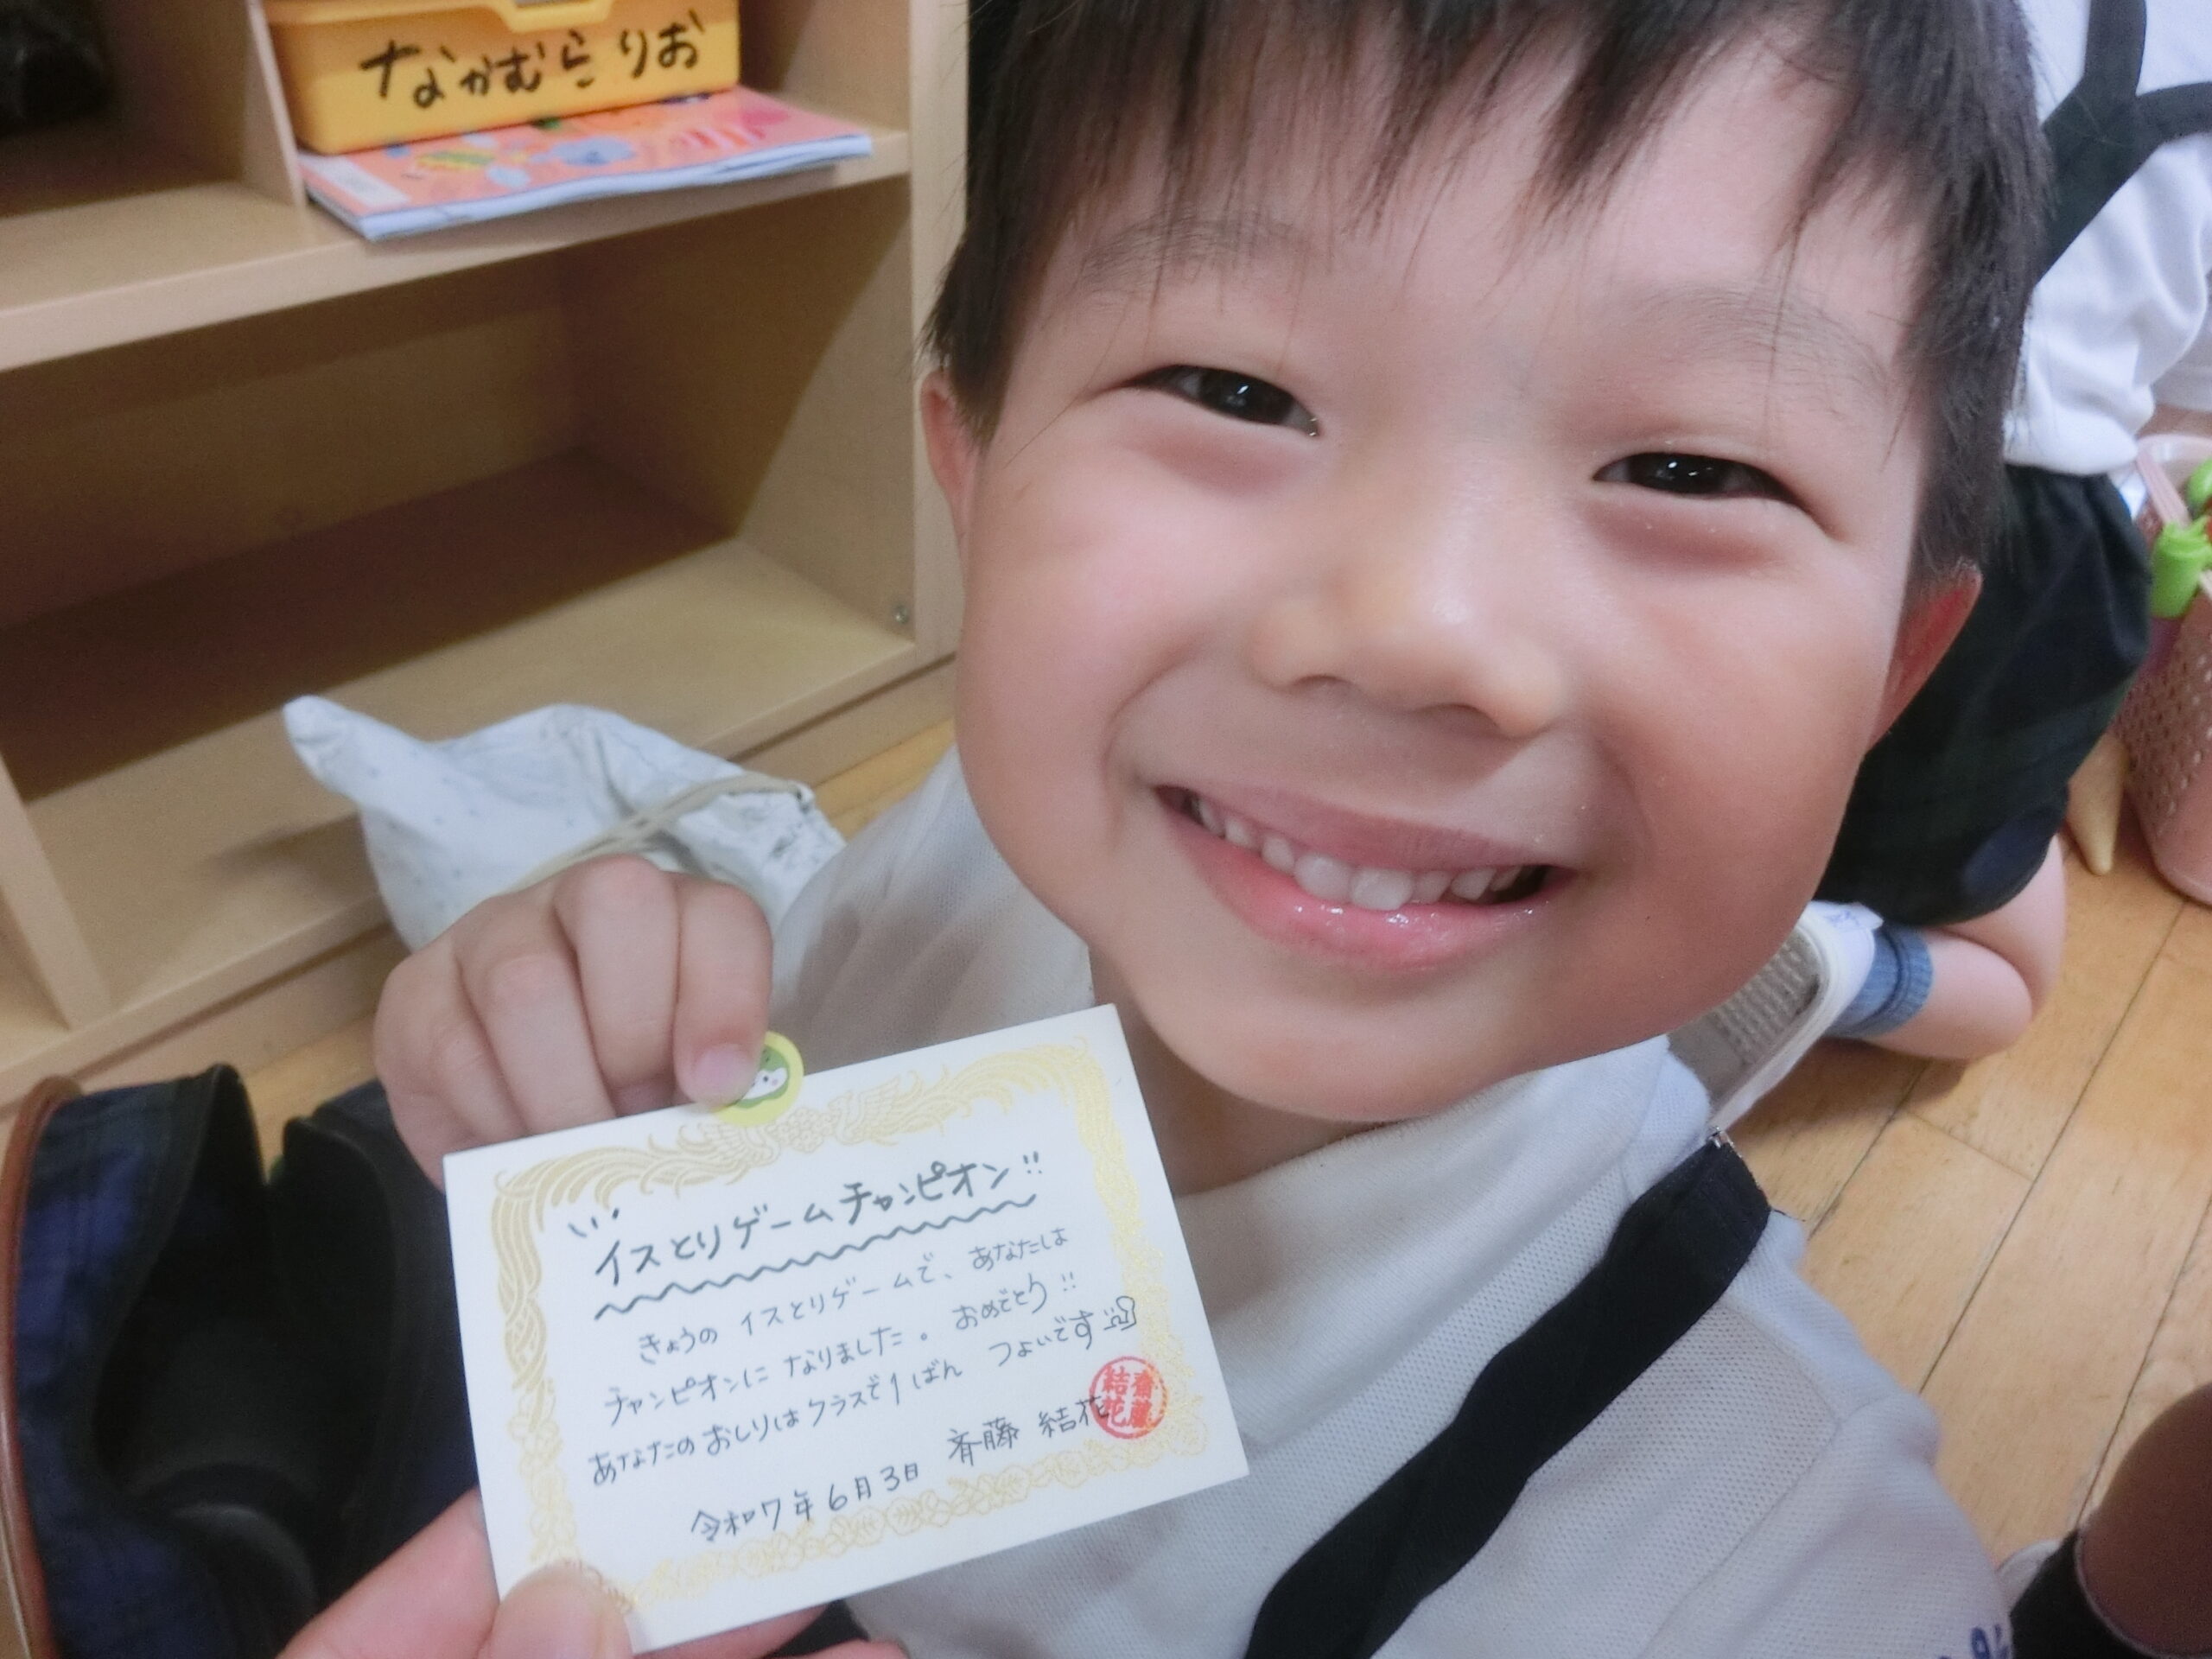 なかむらりお
イスとりゲームチャンピオン!!
きょうの イスとりゲームで、あなたは
チャンピオンに なりました。おめでとう!!
あなたの おしりは クラスで1ばん つよいです
令和7年6月3日 斉藤 結花
齋藤
結花